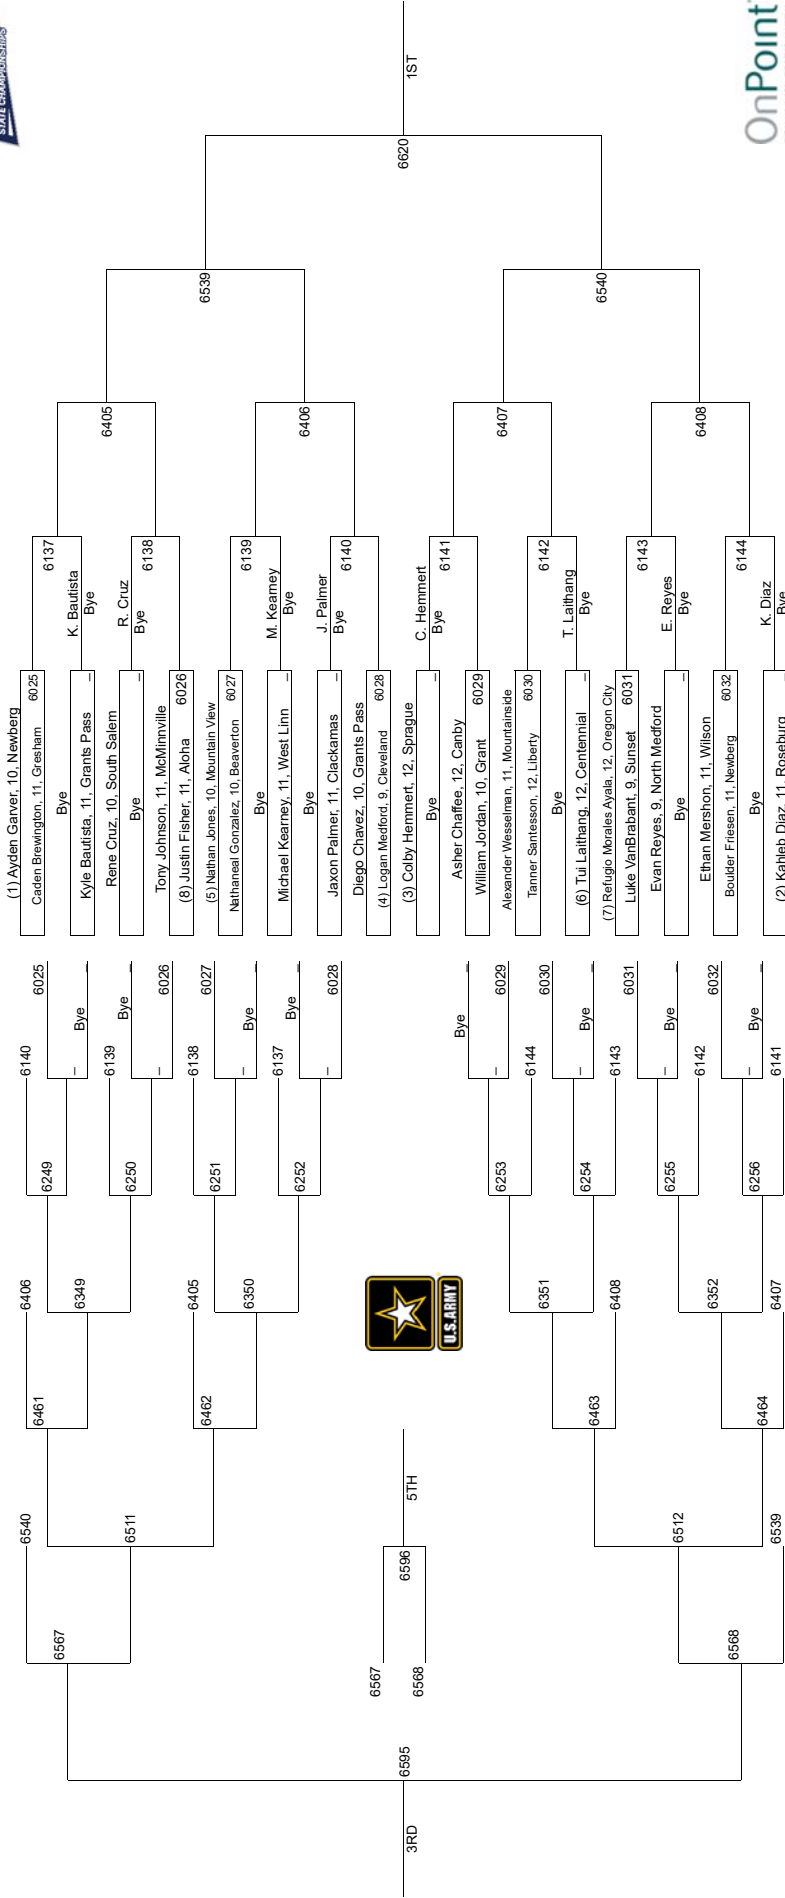 STATE CHAMPIONSHIPS
OnPoint
(1) Ayden Garver, 10, Newberg
Caden Brewington, 11, Gresham 6025
Bye
Kyle Bautista, 11, Grants Pass –
Rene Cruz, 10, South Salem
Bye –
Tony Johnson, 11, McMinnville
(8) Justin Fisher, 11, Aloha 6026
(5) Nathan Jones, 10, Mountain View
Nathaneal Gonzalez, 10, Beaverton 6027
Bye
Michael Kearney, 11, West Linn –
Bye
Jaxon Palmer, 11, Clackamas –
Diego Chavez, 10, Grants Pass
(4) Logan Medford, 9, Cleveland 6028
(3) Colby Hemmert, 12, Sprague
Bye –
Asher Chaffee, 12, Canby
William Jordan, 10, Grant 6029
Alexander Wesselman, 11, Mountainside
Tanner Santesson, 12, Liberty 6030
Bye
(6) Tui Laithang, 12, Centennial –
(7) Refugio Morales Ayala, 12, Oregon City
Luke VanBrabant, 9, Sunset 6031
Evan Reyes, 9, North Medford
Bye –
Ethan Mershon, 11, Wilson
Boulder Friesen, 11, Newberg 6032
Bye
(2) Kahleb Diaz, 11, Roseburg –
6137
K. Bautista
Bye
R. Cruz
Bye
6138
6139
M. Kearney
Bye
J. Palmer
Bye
6140
C. Hemmert
Bye
6141
6142
T. Laithang
Bye
6143
E. Reyes
Bye
6144
K. Diaz
Bye
6405
6406
6407
6408
6539
6540
6620
1ST
6025
Bye –
Bye –
6026
6027
Bye –
Bye –
6028
Bye –
6029
6030
Bye –
6031
Bye –
6032
Bye –
6140
–
6139
–
6138
–
6137
–
–
6144
–
6143
–
6142
–
6141
6249
6250
6251
6252
6253
6254
6255
6256
6406
6349
6405
6350
6351
6408
6352
6407
U.S.ARMY
6461
6462
6463
6464
5TH
6540
6511
6596
6512
6539
6567
6567
6568
6568
6595
3RD